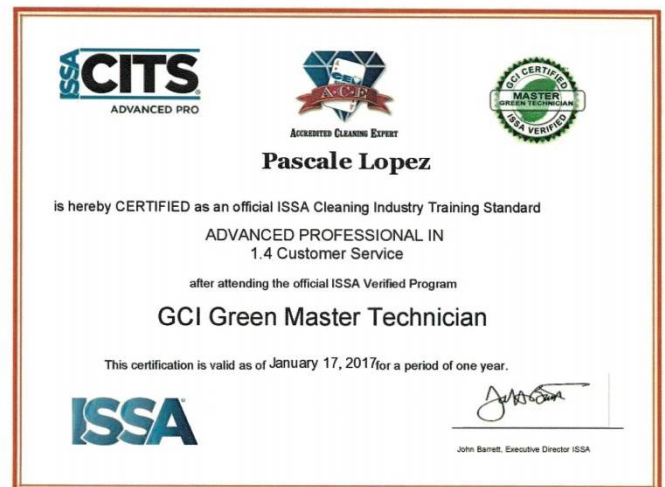 ISSA CITS
ADVANCED PRO
A·C·E
ACCREDITED CLEANING EXPERT
GCI CERTIFIED
MASTER
GREEN TECHNICIAN
ISSA VERIFIED
Pascale Lopez
is hereby CERTIFIED as an official ISSA Cleaning Industry Training Standard
ADVANCED PROFESSIONAL IN
1.4 Customer Service
after attending the official ISSA Verified Program
GCI Green Master Technician
This certification is valid as of January 17, 2017for a period of one year.
ISSA
John Barrett, Executive Director ISSA